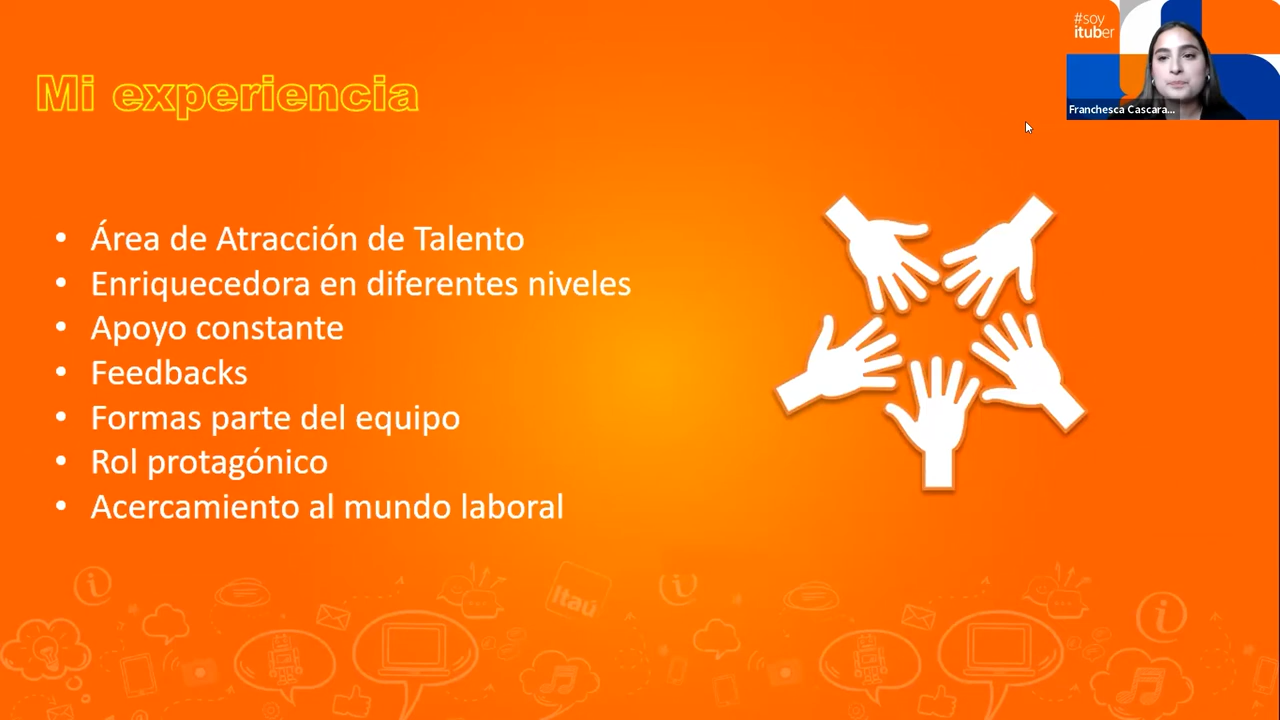 Mi experiencia
#soy
ituber
Franchesca Cascara...
• Área de Atracción de Talento
• Enriquecedora en diferentes niveles
• Apoyo constante
• Feedbacks
• Formas parte del equipo
• Rol protagónico
• Acercamiento al mundo laboral
Itaú